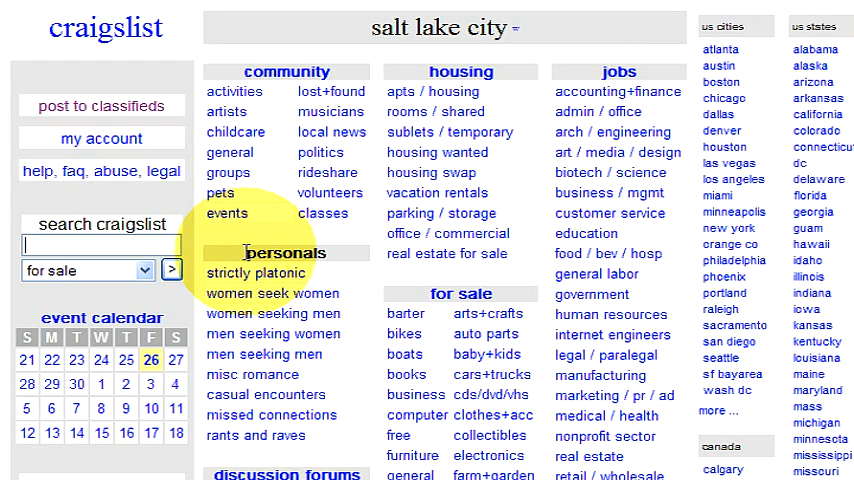 craigslist
post to classifieds
my account
help, faq, abuse, legal
search craigslist
for sale
>
event calendar
S M T W T F S
21 22 23 24 25 26 27
28 29 30 1 2 3 4
5 6 7 8 9 10 11
12 13 14 15 16 17 18
salt lake city
community
activities lost+found
artists musicians
childcare local news
general politics
groups rideshare
pets volunteers
events classes
personals
strictly platonic
women seek women
women seeking men
men seeking women
men seeking men
misc romance
casual encounters
missed connections
rants and raves
discussion forums
housing
apts / housing
rooms / shared
sublets / temporary
housing wanted
housing swap
vacation rentals
parking / storage
office / commercial
real estate for sale
for sale
barter arts+crafts
bikes auto parts
boats baby+kids
books cars+trucks
business cds/dvd/vhs
computer clothes+acc
free collectibles
furniture electronics
general farm+garden
jobs
accounting+finance
admin / office
arch / engineering
art / media / design
biotech / science
business / mgmt
customer service
education
food / bev / hosp
general labor
government
human resources
internet engineers
legal / paralegal
manufacturing
marketing / pr / ad
medical / health
nonprofit sector
real estate
retail / wholesale
us cities
atlanta
austin
boston
chicago
dallas
denver
houston
las vegas
los angeles
miami
minneapolis
new york
orange co
philadelphia
phoenix
portland
raleigh
sacramento
san diego
seattle
sf bayarea
wash dc
more ...
canada
calgary
us states
alabama
alaska
arizona
arkansas
california
colorado
connecticu
dc
delaware
florida
georgia
guam
hawaii
idaho
illinois
indiana
iowa
kansas
kentucky
louisiana
maine
maryland
mass
michigan
minnesota
mississippi
missouri